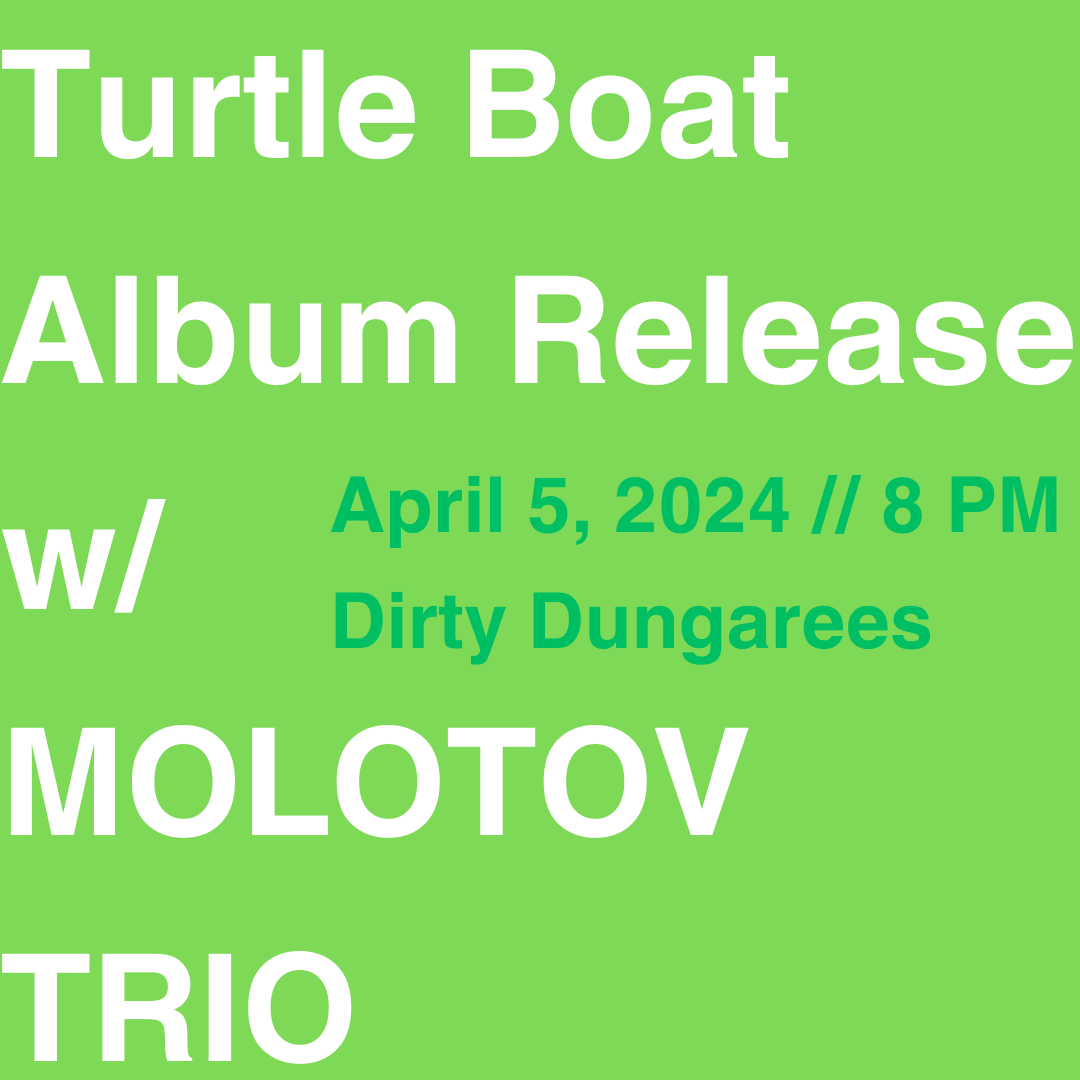 Turtle Boat
Album Release
w/
April 5, 2024 // 8 PM
Dirty Dungarees
MOLOTOV
TRIO